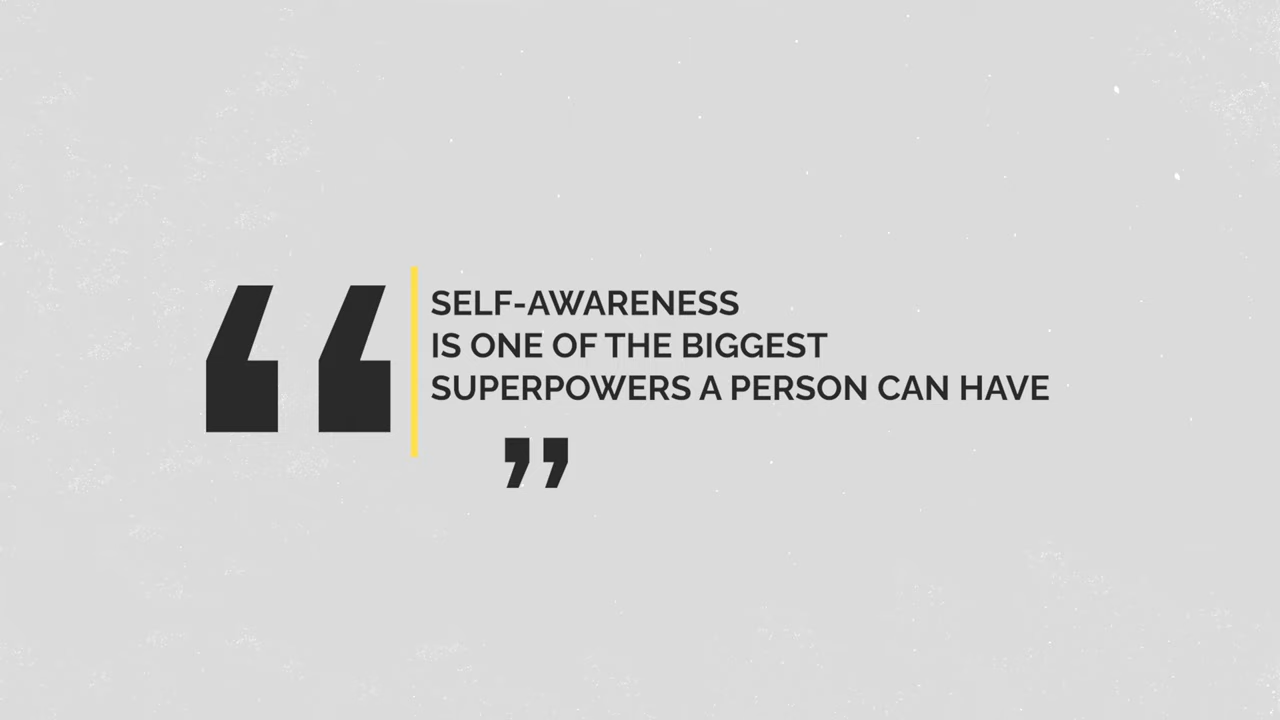 “
SELF-AWARENESS
IS ONE OF THE BIGGEST
SUPERPOWERS A PERSON CAN HAVE
”